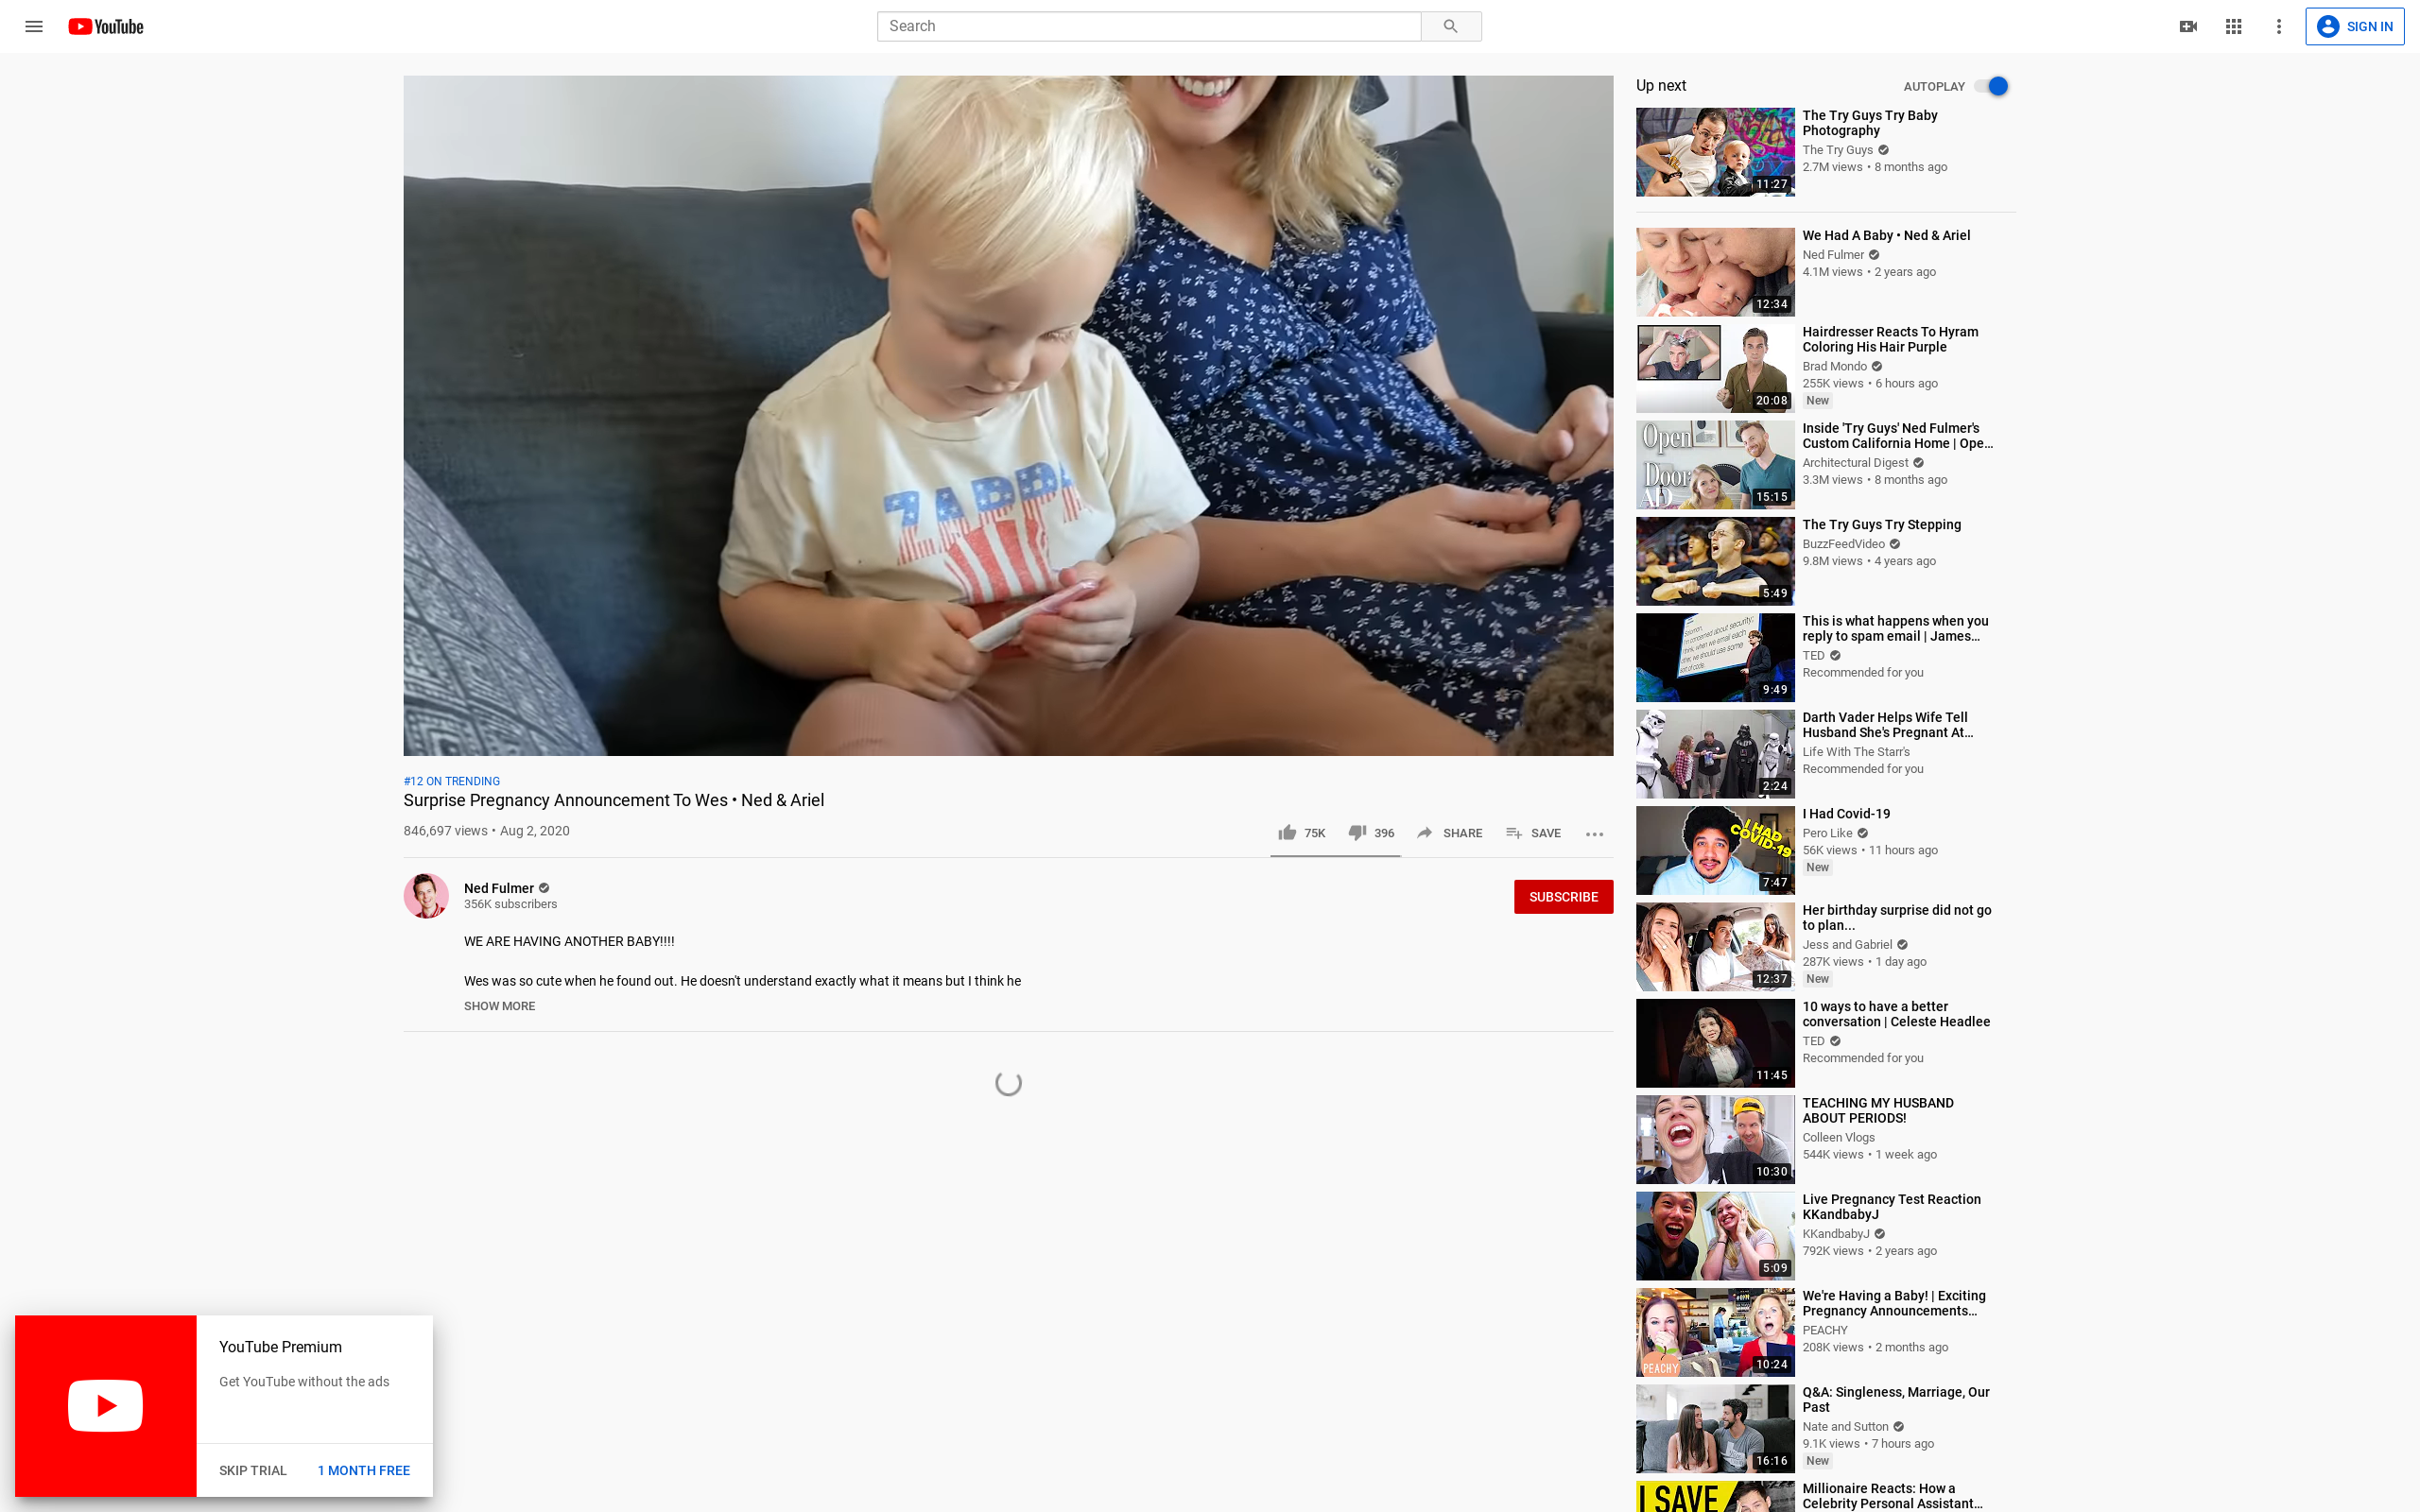 YouTube
Search
SIGN IN
ZAPP
#12 ON TRENDING
Surprise Pregnancy Announcement To Wes • Ned & Ariel
846,697 views • Aug 2, 2020
75K
396
SHARE
SAVE
Ned Fulmer
356K subscribers
SUBSCRIBE
WE ARE HAVING ANOTHER BABY!!!!
Wes was so cute when he found out. He doesn't understand exactly what it means but I think he
SHOW MORE
YouTube Premium
Get YouTube without the ads
SKIP TRIAL
1 MONTH FREE
Up next
AUTOPLAY
11:27
The Try Guys Try Baby
Photography
The Try Guys
2.7M views • 8 months ago
12:34
We Had A Baby • Ned & Ariel
Ned Fulmer
4.1M views • 2 years ago
20:08
Hairdresser Reacts To Hyram
Coloring His Hair Purple
Brad Mondo
255K views • 6 hours ago
New
Open
Door
AD
15:15
Inside 'Try Guys' Ned Fulmer's
Custom California Home | Ope...
Architectural Digest
3.3M views • 8 months ago
5:49
The Try Guys Try Stepping
BuzzFeedVideo
9.8M views • 4 years ago
9:49
This is what happens when you
reply to spam email | James...
TED
Recommended for you
2:24
Darth Vader Helps Wife Tell
Husband She's Pregnant At...
Life With The Starr's
Recommended for you
I HAD
COVID-19
7:47
I Had Covid-19
Pero Like
56K views • 11 hours ago
New
12:37
Her birthday surprise did not go
to plan...
Jess and Gabriel
287K views • 1 day ago
New
11:45
10 ways to have a better
conversation | Celeste Headlee
TED
Recommended for you
10:30
TEACHING MY HUSBAND
ABOUT PERIODS!
Colleen Vlogs
544K views • 1 week ago
5:09
Live Pregnancy Test Reaction
KKandbabyJ
KKandbabyJ
792K views • 2 years ago
PEACHY
10:24
We're Having a Baby! | Exciting
Pregnancy Announcements...
PEACHY
208K views • 2 months ago
16:16
Q&A: Singleness, Marriage, Our
Past
Nate and Sutton
9.1K views • 7 hours ago
New
I SAVE
Millionaire Reacts: How a
Celebrity Personal Assistant...